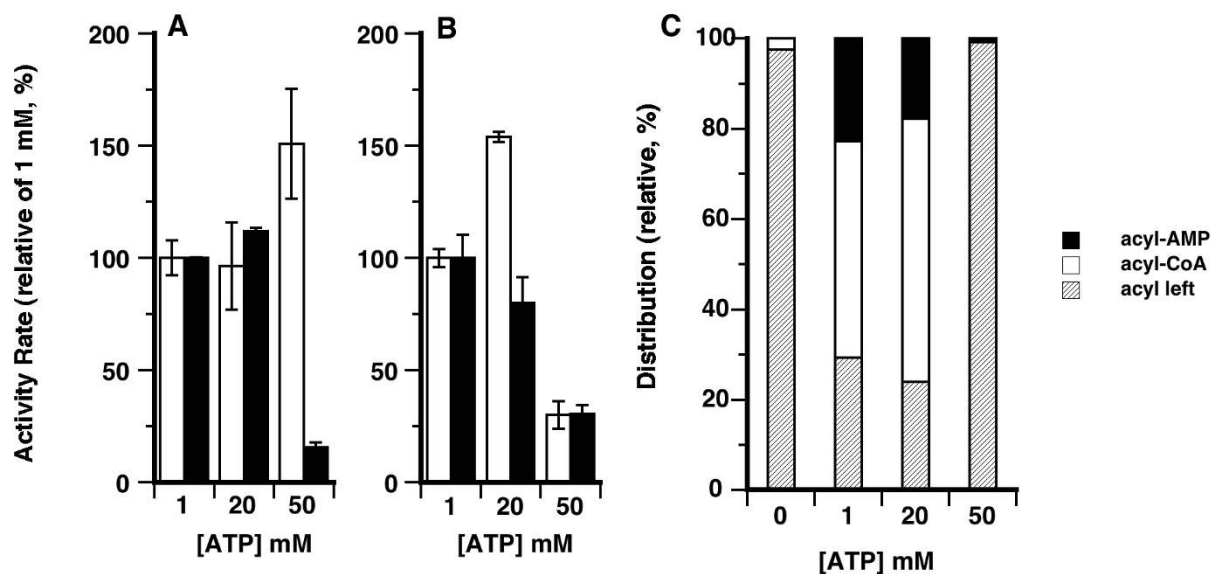 A
B
C
Activity Rate (relative of 1 mM, %)
200
150
100
50
0
1 20 50
[ATP] mM
200
150
100
50
0
1 20 50
[ATP] mM
Distribution (relative, %)
100
80
60
40
20
0
0 1 20 50
[ATP] mM
acyl-AMP
acyl-CoA
acyl left